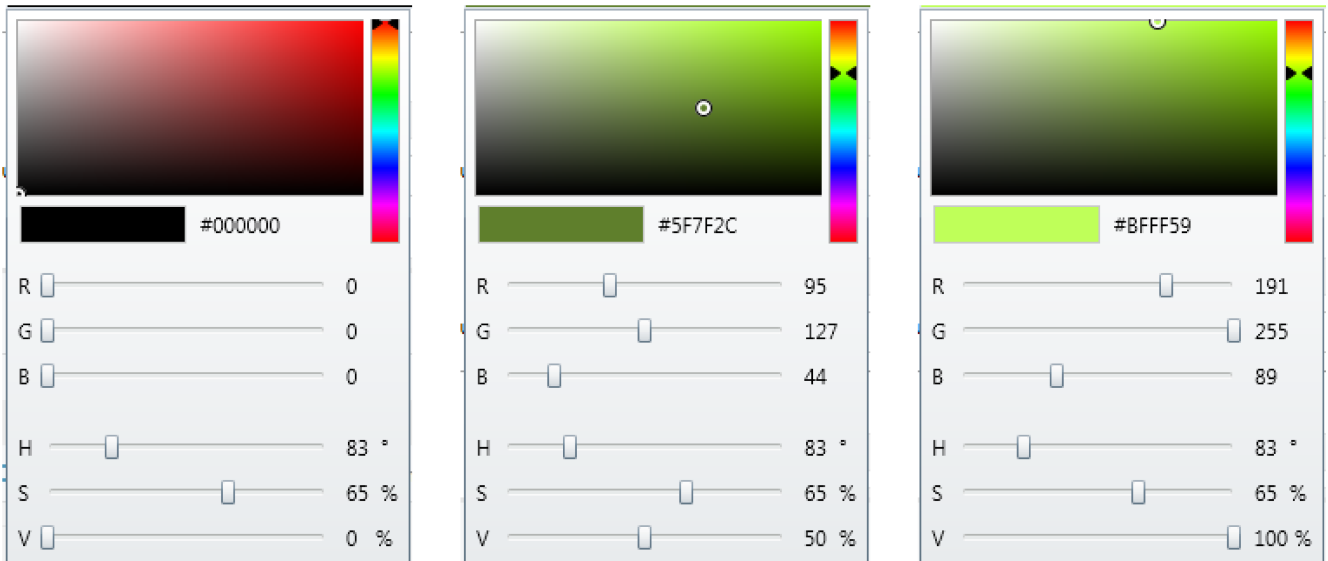 #000000
R 0
G 0
B 0
H 83 °
S 65 %
V 0 %
#5F7F2C
R 95
G 127
B 44
H 83 °
S 65 %
V 50 %
#BFFF59
R 191
G 255
B 89
H 83 °
S 65 %
V 100 %